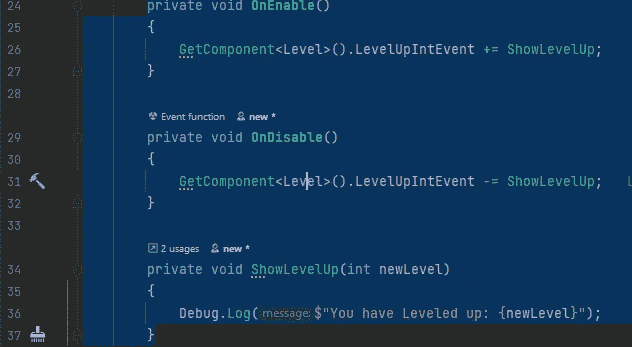 24 private void OnEnable()
25 {
26 GetComponent<Level>().LevelUpIntEvent += ShowLevelUp;
27 }
28
Event function new *
29 private void OnDisable()
30 {
31 GetComponent<Level>().LevelUpIntEvent -= ShowLevelUp; L
32 }
33
2 usages new *
34 private void ShowLevelUp(int newLevel)
35 {
36 Debug.Log( message: $"You have Leveled up: {newLevel}");
37 }